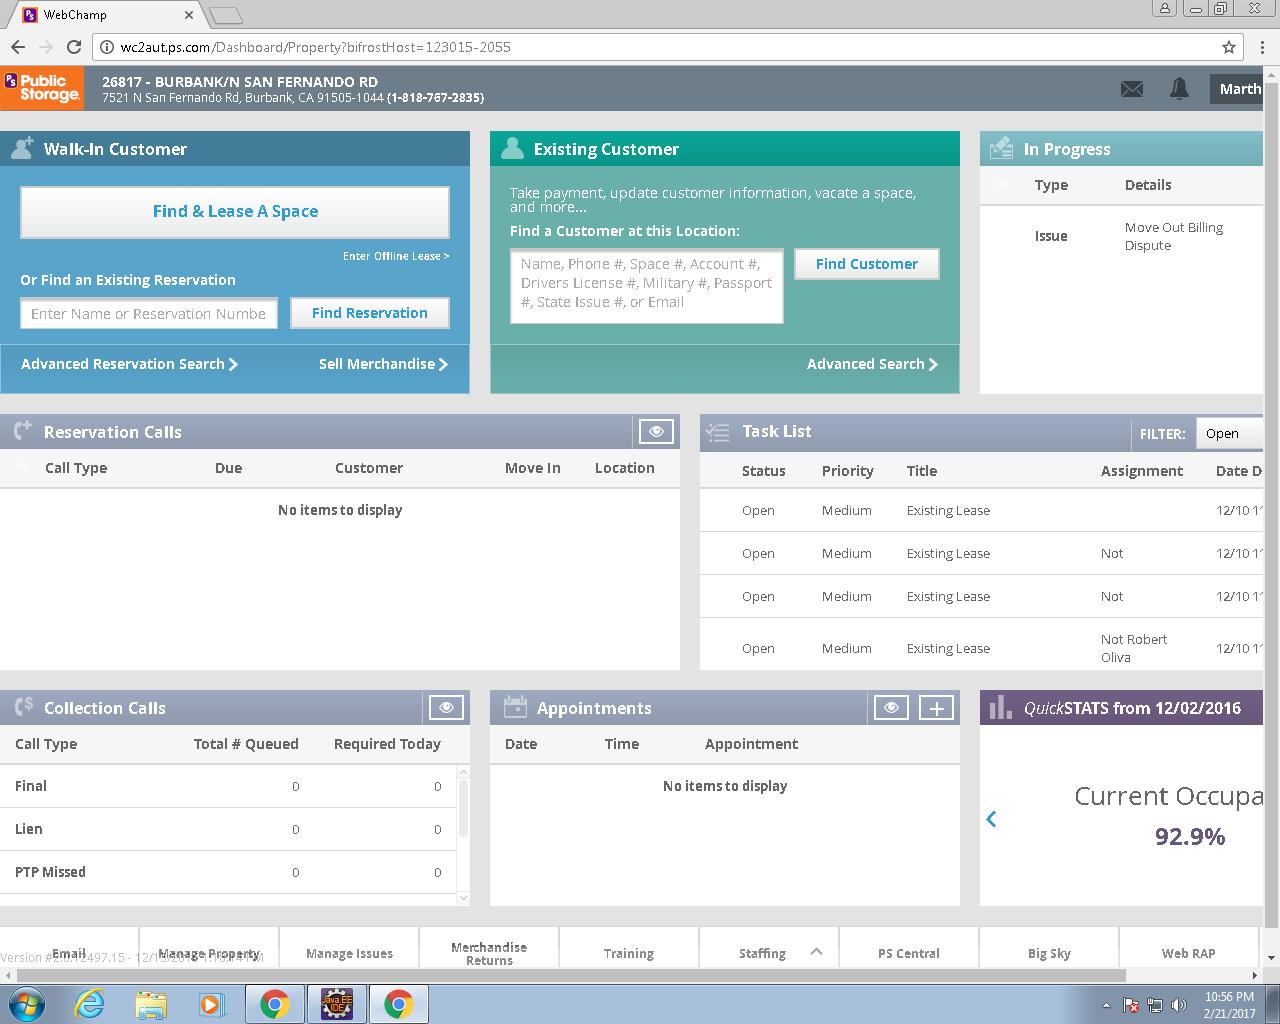 WebChamp
wc2aut.ps.com/Dashboard/Property?bifrostHost=123015-2055
PS Public Storage.
26817 - BURBANK/N SAN FERNANDO RD
7521 N San Fernando Rd, Burbank, CA 91505-1044 (1-818-767-2835)
Marth
Walk-In Customer
Find & Lease A Space
Enter Offline Lease >
Or Find an Existing Reservation
Enter Name or Reservation Numbe
Find Reservation
Advanced Reservation Search
Sell Merchandise
Existing Customer
Take payment, update customer information, vacate a space,
and more...
Find a Customer at this Location:
Name, Phone #, Space #, Account #,
Drivers License #, Military #, Passport
#, State Issue #, or Email
Find Customer
Advanced Search
In Progress
Type Details
Issue Move Out Billing
Dispute
Reservation Calls
Call Type Due Customer Move In Location
No items to display
Task List
FILTER: Open
Status Priority Title Assignment Date D
Open Medium Existing Lease 12/10 11
Open Medium Existing Lease Not 12/10 11
Open Medium Existing Lease Not 12/10 11
Open Medium Existing Lease Not Robert
Oliva 12/10 11
Collection Calls
Call Type Total # Queued Required Today
Final 0 0
Lien 0 0
PTP Missed 0 0
Appointments
Date Time Appointment
No items to display
QuickSTATS from 12/02/2016
Current Occupa
92.9%
Email
Manage Property
Manage Issues
Merchandise
Returns
Training
Staffing
PS Central
Big Sky
Web RAP
Java EE
IDE
10:56 PM
2/21/2017